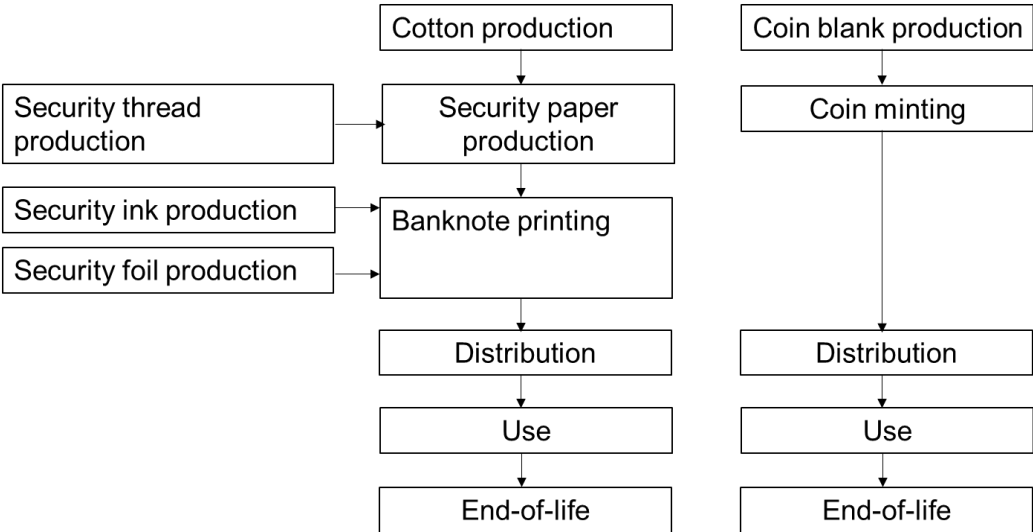 Cotton production
Coin blank production
Security thread
production
Security paper
production
Coin minting
Security ink production
Banknote printing
Security foil production
Distribution
Distribution
Use
Use
End-of-life
End-of-life